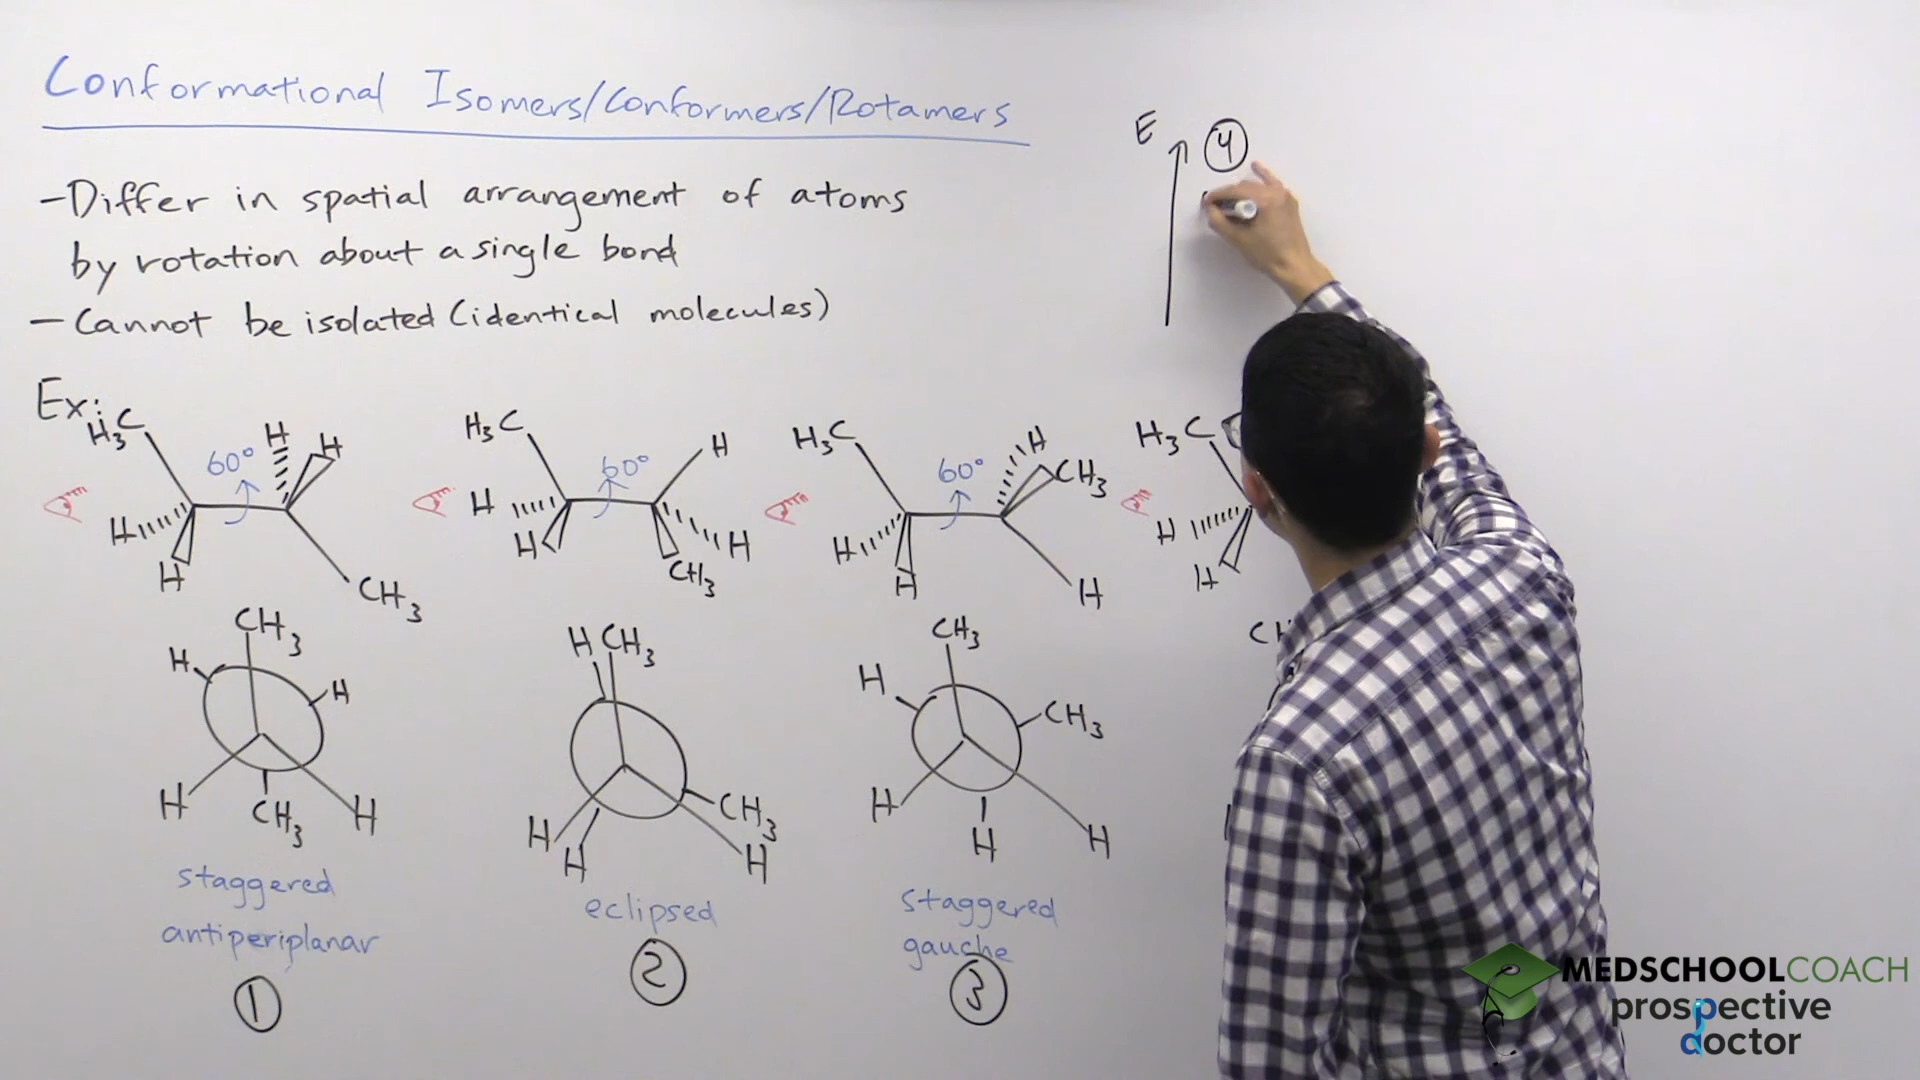 Conformational Isomers/Conformers/Rotamers
-Differ in spatial arrangement of atoms
by rotation about a single bond
-Cannot be isolated (identical molecules)
E
4
Ex:
H₃C 60° H H
H H CH₃
H₃C 60° H
H H CH₃ H
H₃C 60° H CH₃
H H H
H₃C
H H
CH₃
H H
H H
CH₃
H CH₃
H H CH₃ H
CH₃
H CH₃
H H H
staggered
antiperiplanar
1
eclipsed
2
staggered
gauche
3
MEDSCHOOLCOACH
prospective
doctor